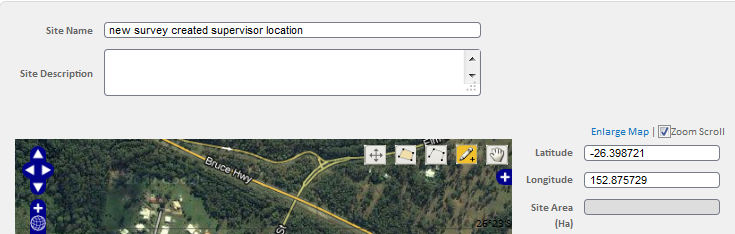 Site Name
new survey created supervisor location
Site Description
Enlarge Map | Zoom Scroll
Latitude
-26.398721
Longitude
152.875729
Site Area
(Ha)
Bruce Hwy